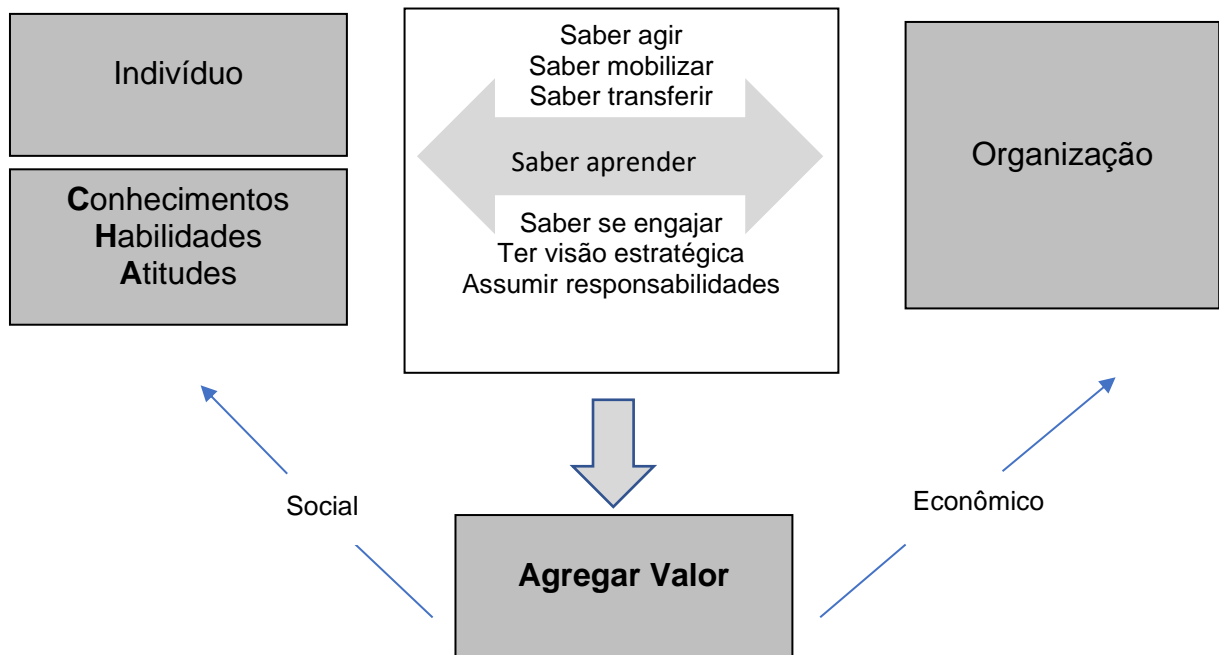 Indivíduo
Conhecimentos
Habilidades
Atitudes
Saber agir
Saber mobilizar
Saber transferir
Saber aprender
Saber se engajar
Ter visão estratégica
Assumir responsabilidades
Organização
Social
Econômico
Agregar Valor